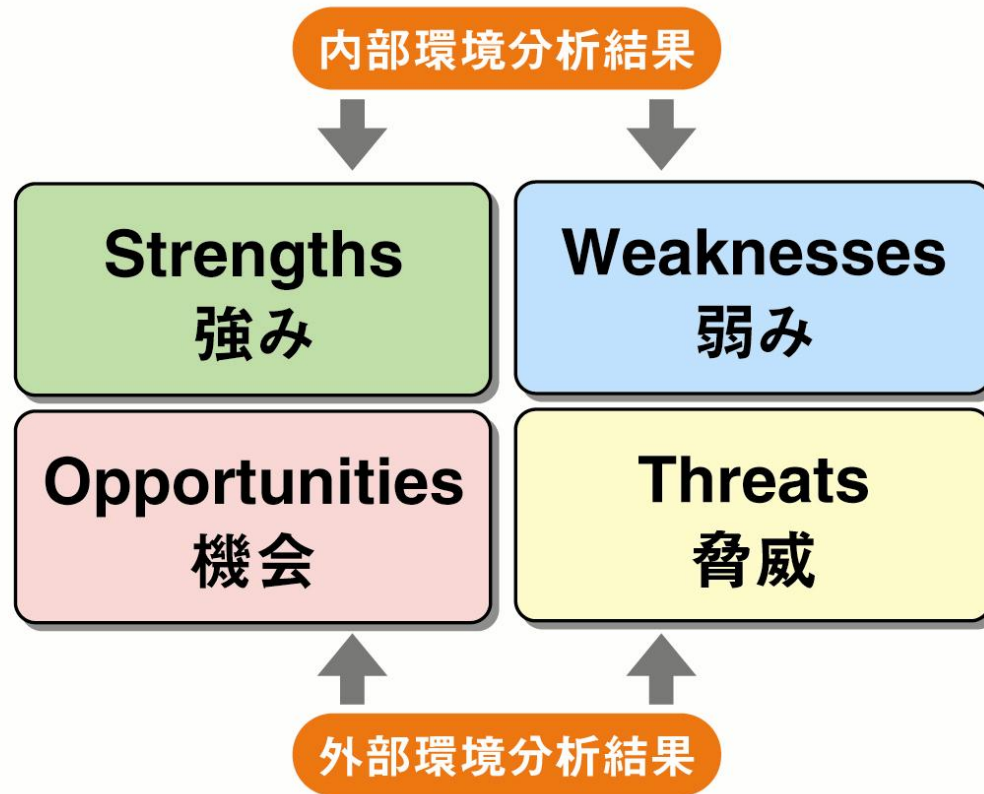 内部環境分析結果
Strengths
強み
Weaknesses
弱み
Opportunities
機会
Threats
脅威
外部環境分析結果